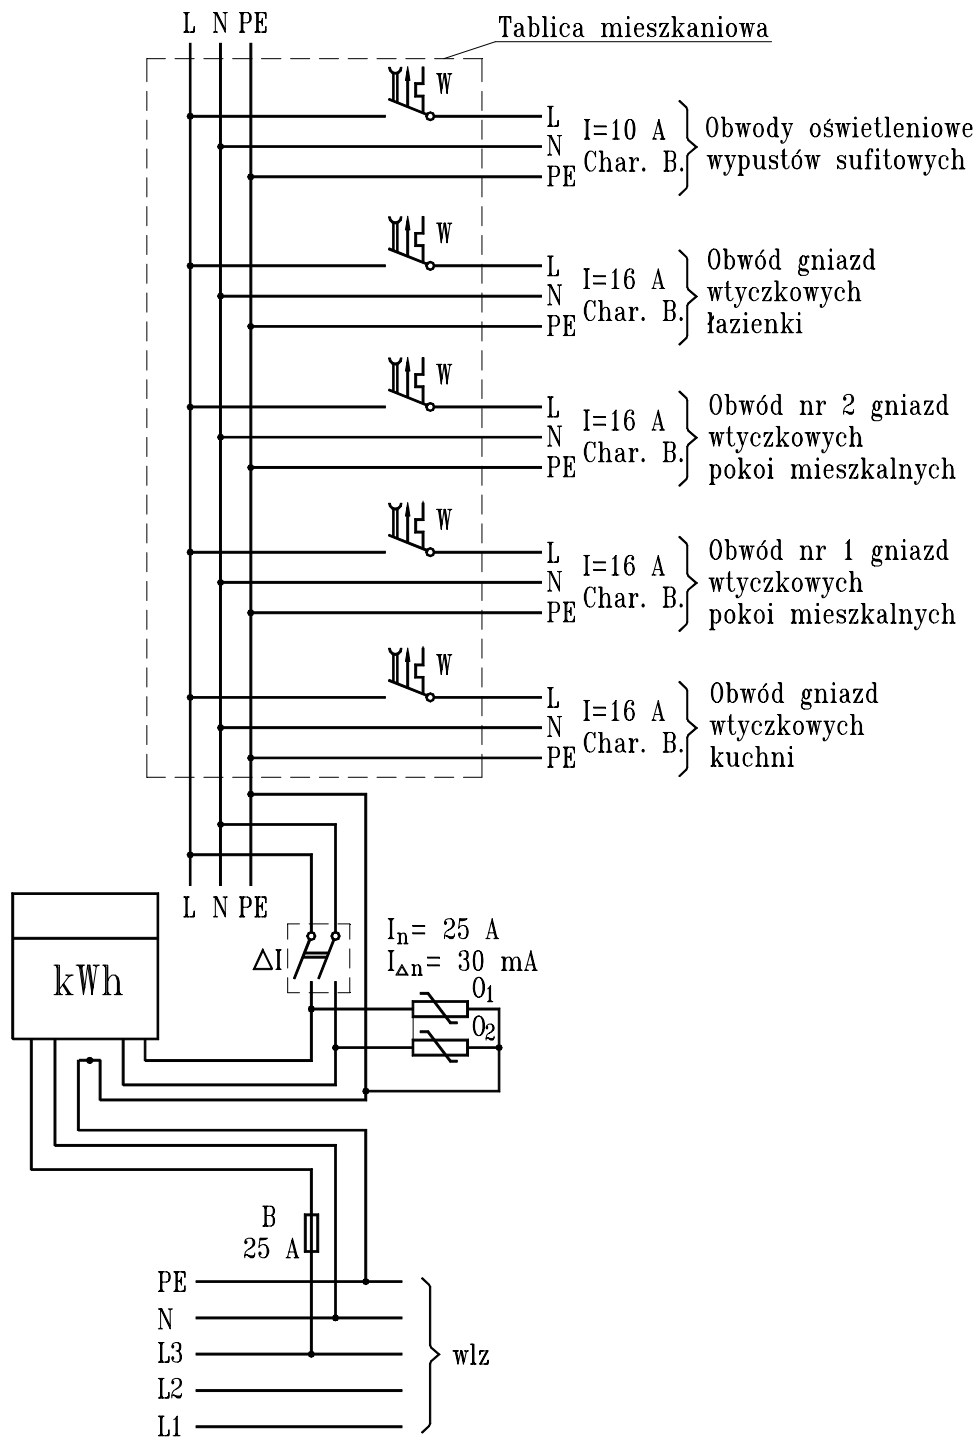 L N PE
Tablica mieszkaniowa
W
L
N
PE
I=10 A
Char. B.
Obwody oświetleniowe
wypustów sufitowych
W
L
N
PE
I=16 A
Char. B.
Obwód gniazd
wtyczkowych
łazienki
W
L
N
PE
I=16 A
Char. B.
Obwód nr 2 gniazd
wtyczkowych
pokoi mieszkalnych
W
L
N
PE
I=16 A
Char. B.
Obwód nr 1 gniazd
wtyczkowych
pokoi mieszkalnych
W
L
N
PE
I=16 A
Char. B.
Obwód gniazd
wtyczkowych
kuchni
L N PE
kWh
ΔI
In= 25 A
IΔn= 30 mA
O1
O2
B
25 A
PE
N
L3
L2
L1
wlz